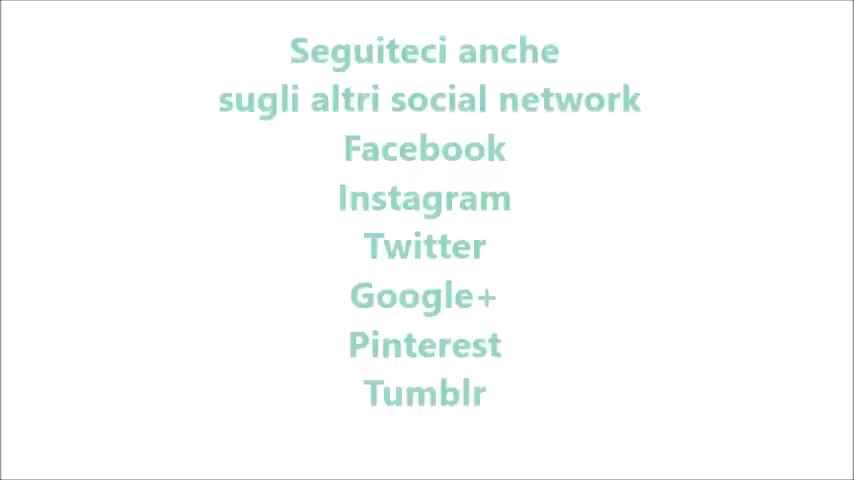 Seguiteci anche
sugli altri social network
Facebook
Instagram
Twitter
Google+
Pinterest
Tumblr